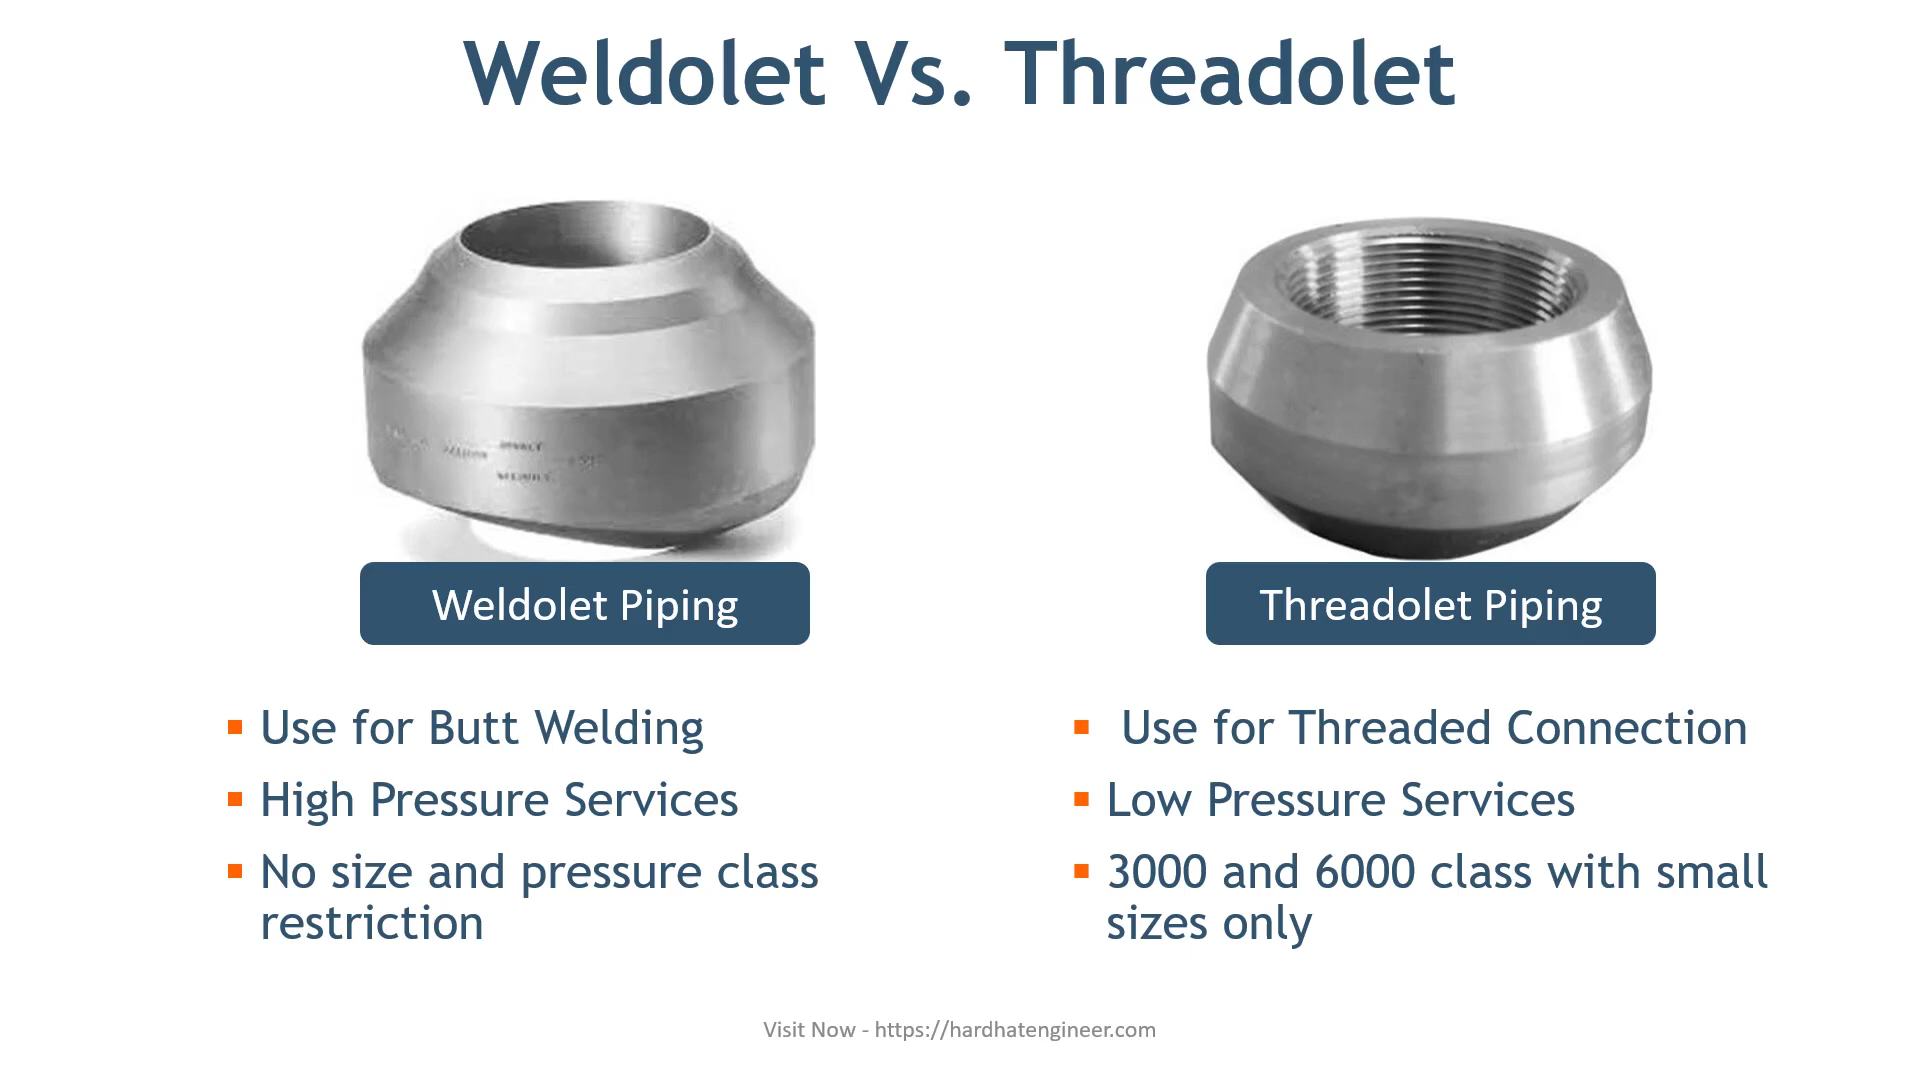 Weldolet Vs. Threadolet
Weldolet Piping
Use for Butt Welding
High Pressure Services
No size and pressure class
restriction
Threadolet Piping
Use for Threaded Connection
Low Pressure Services
3000 and 6000 class with small
sizes only
Visit Now - https://hardhatengineer.com